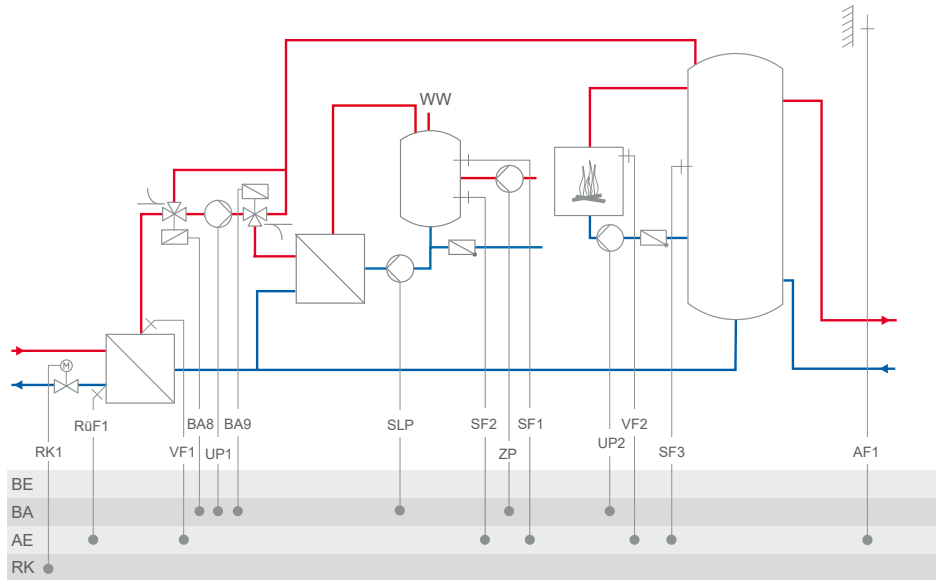 WW
M
RüF1
BA8
BA9
SLP
SF2
SF1
VF2
RK1
VF1
UP1
ZP
UP2
SF3
AF1
BE
BA
AE
RK